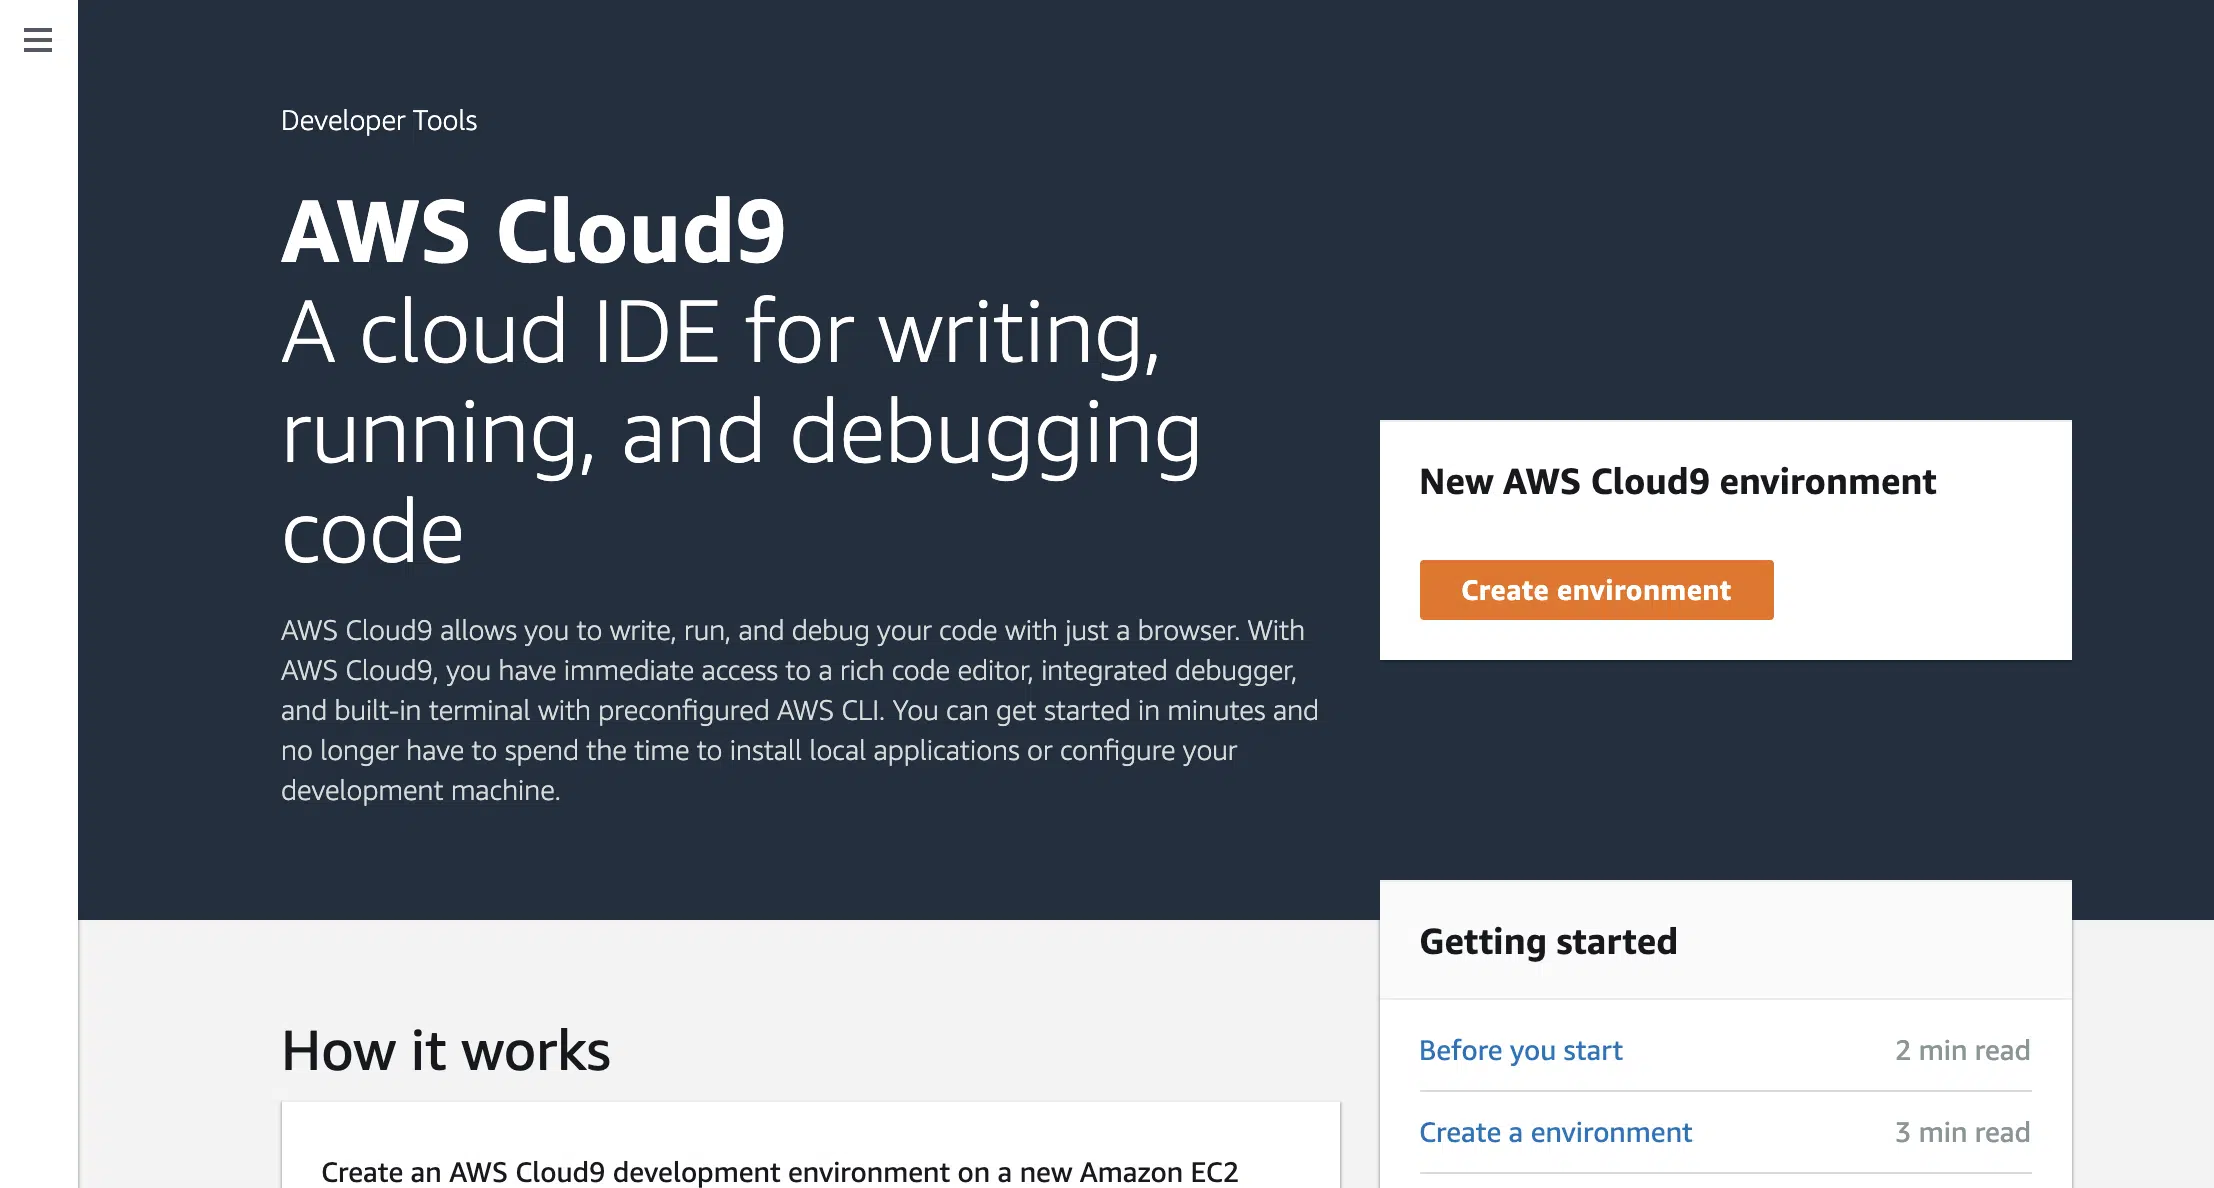 Developer Tools
AWS Cloud9
A cloud IDE for writing,
running, and debugging
code
AWS Cloud9 allows you to write, run, and debug your code with just a browser. With
AWS Cloud9, you have immediate access to a rich code editor, integrated debugger,
and built-in terminal with preconfigured AWS CLI. You can get started in minutes and
no longer have to spend the time to install local applications or configure your
development machine.
New AWS Cloud9 environment
Create environment
Getting started
Before you start 2 min read
Create a environment 3 min read
How it works
Create an AWS Cloud9 development environment on a new Amazon EC2